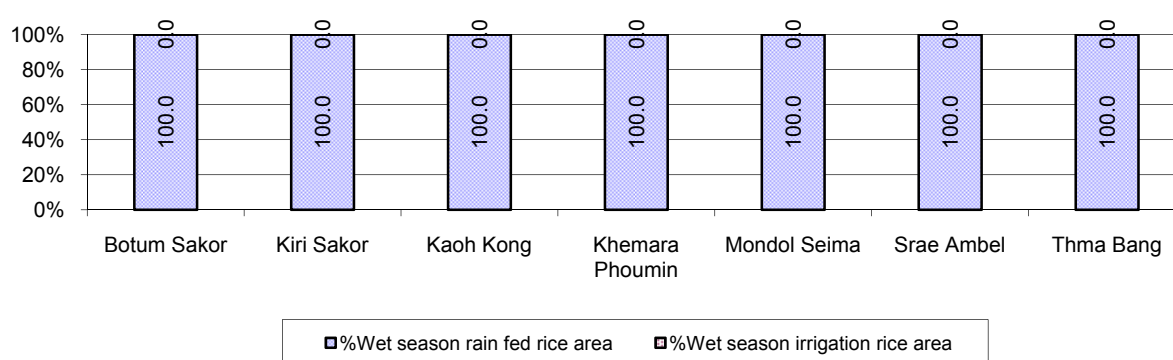 0.0 0.0 0.0 0.0 0.0 0.0 0.0
100%
80%
60%
40%
20%
0%
100.0 100.0 100.0 100.0 100.0 100.0 100.0
Botum Sakor Kiri Sakor Kaoh Kong Khemara Phoumin Mondol Seima Srae Ambel Thma Bang
%Wet season rain fed rice area %Wet season irrigation rice area